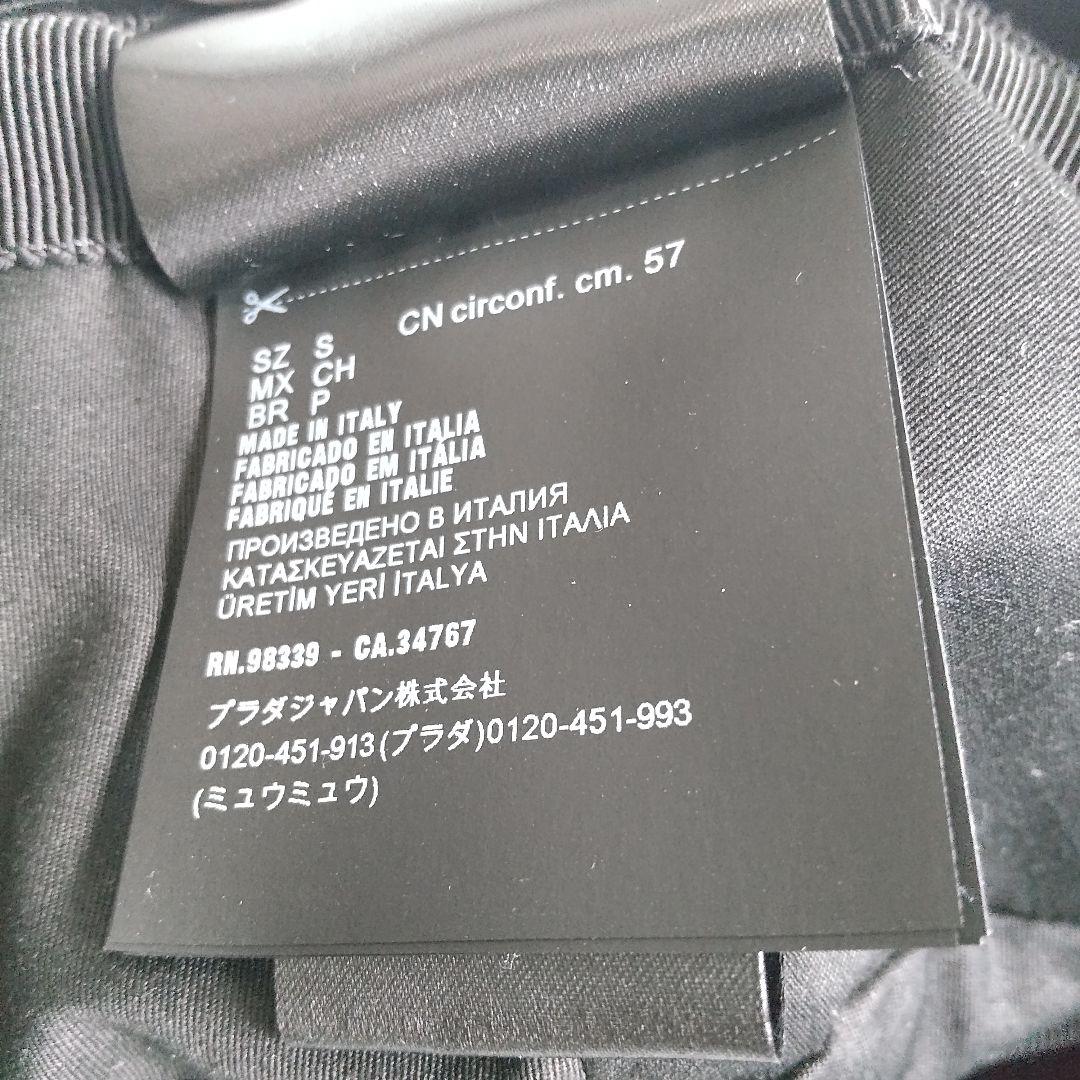 CN circonf. cm. 57
SZ S
MX CH
BR P
MADE IN ITALY
FABRICADO EN ITALIA
FABRICADO EM ITÁLIA
FABRIQUÉ EN ITALIE
ПРОИЗВЕДЕНО В ИТАЛИЯ
ΚΑΤΑΣΚΕΥΑΖΕΤΑΙ ΣΤΗΝ ΙΤΑΛΙΑ
ÜRETİM YERİ İTALYA
RN.98339 - CA.34767
プラダジャパン株式会社
0120-451-913(プラダ)0120-451-993
(ミュウミュウ)